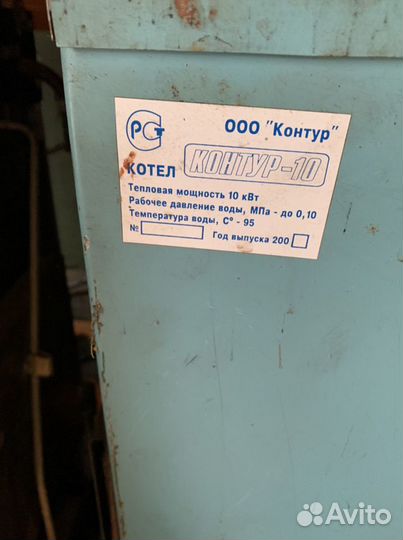 РСТ
ООО "Контур"
КОТЕЛ КОНТУР-10
Тепловая мощность 10 кВт
Рабочее давление воды, МПа - до 0,10
Температура воды, С° - 95
№ Год выпуска 200
Avito